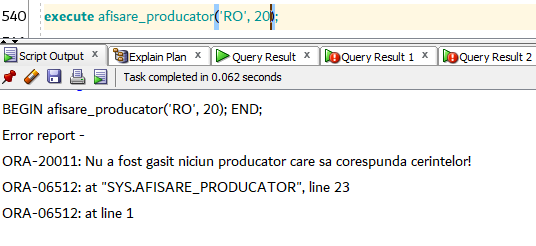 540 execute afisare_producator('RO', 20);
Script Output x Explain Plan x Query Result x Query Result 1 x Query Result 2
Task completed in 0.062 seconds
BEGIN afisare_producator('RO', 20); END;
Error report -
ORA-20011: Nu a fost gasit niciun producator care sa corespunda cerintelor!
ORA-06512: at "SYS.AFISARE_PRODUCATOR", line 23
ORA-06512: at line 1